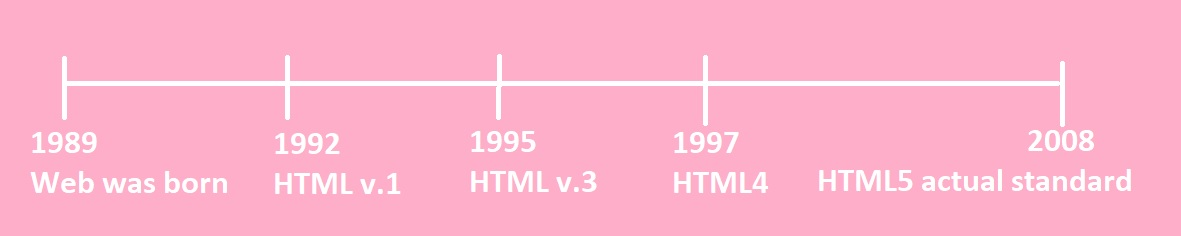 1989 1992 1995 1997 2008
Web was born HTML v.1 HTML v.3 HTML4 HTML5 actual standard